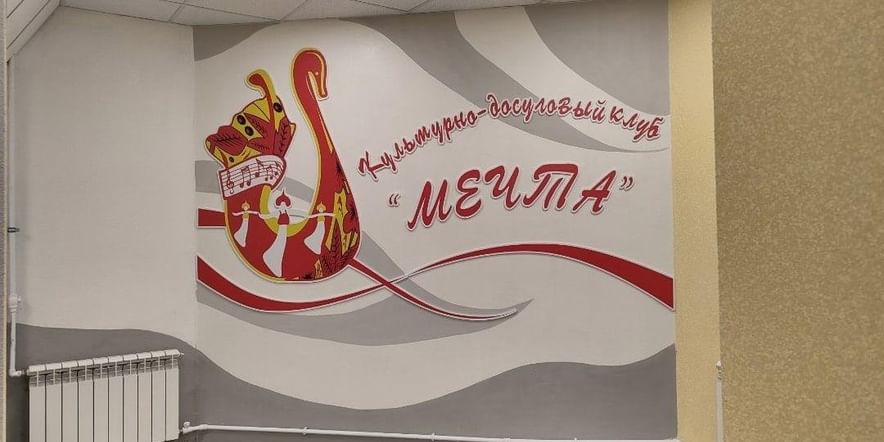 Культурно-досуговый клуб
“МЕЧТА”